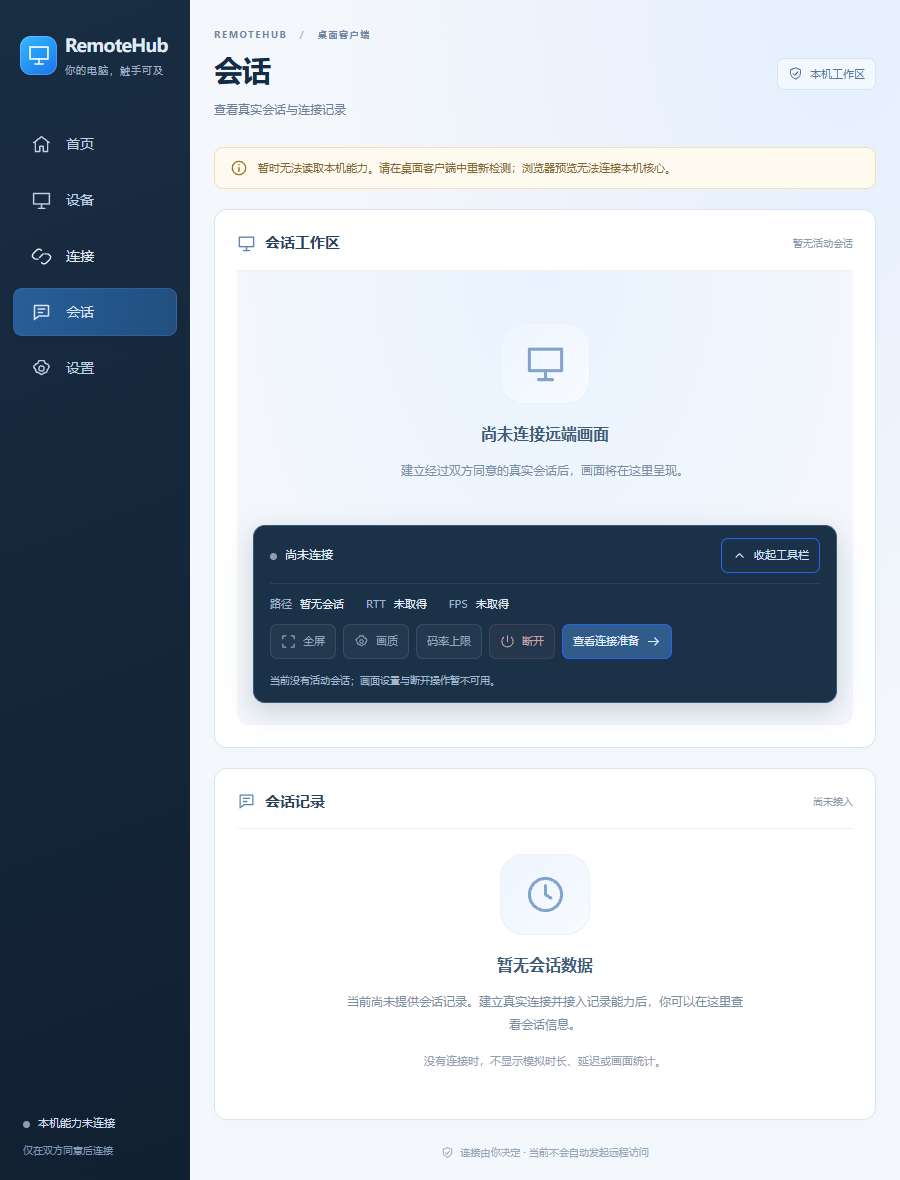 RemoteHub
你的电脑，触手可及
首页
设备
连接
会话
设置
本机能力未连接
仅在双方同意后连接
REMOTEHUB / 桌面客户端
会话
查看真实会话与连接记录
本机工作区
暂时无法读取本机能力。请在桌面客户端中重新检测；浏览器预览无法连接本机核心。
会话工作区
暂无活动会话
尚未连接远端画面
建立经过双方同意的真实会话后，画面将在这里呈现。
尚未连接
收起工具栏
路径 暂无会话 RTT 未取得 FPS 未取得
全屏 画质 码率上限 断开 查看连接准备
当前没有活动会话；画面设置与断开操作暂不可用。
会话记录
尚未接入
暂无会话数据
当前尚未提供会话记录。建立真实连接并接入记录能力后，你可以在这里查
看会话信息。
没有连接时，不显示模拟时长、延迟或画面统计。
连接由你决定 · 当前不会自动发起远程访问